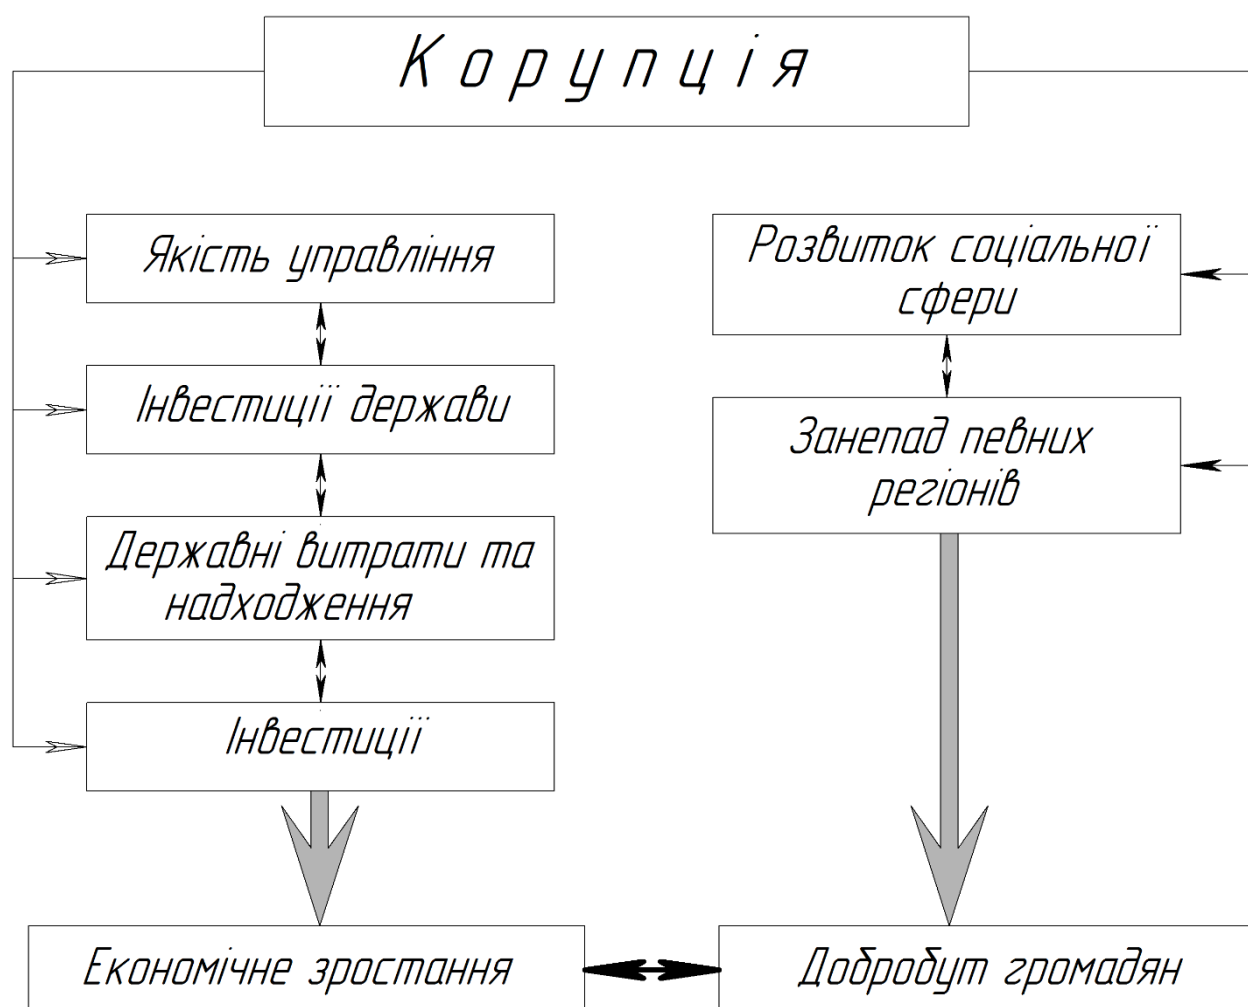 Корупція
Якість управління
Інвестиції держави
Державні витрати та
надходження
Інвестиції
Економічне зростання
Розвиток соціальної
сфери
Занепад певних
регіонів
Добробут громадян